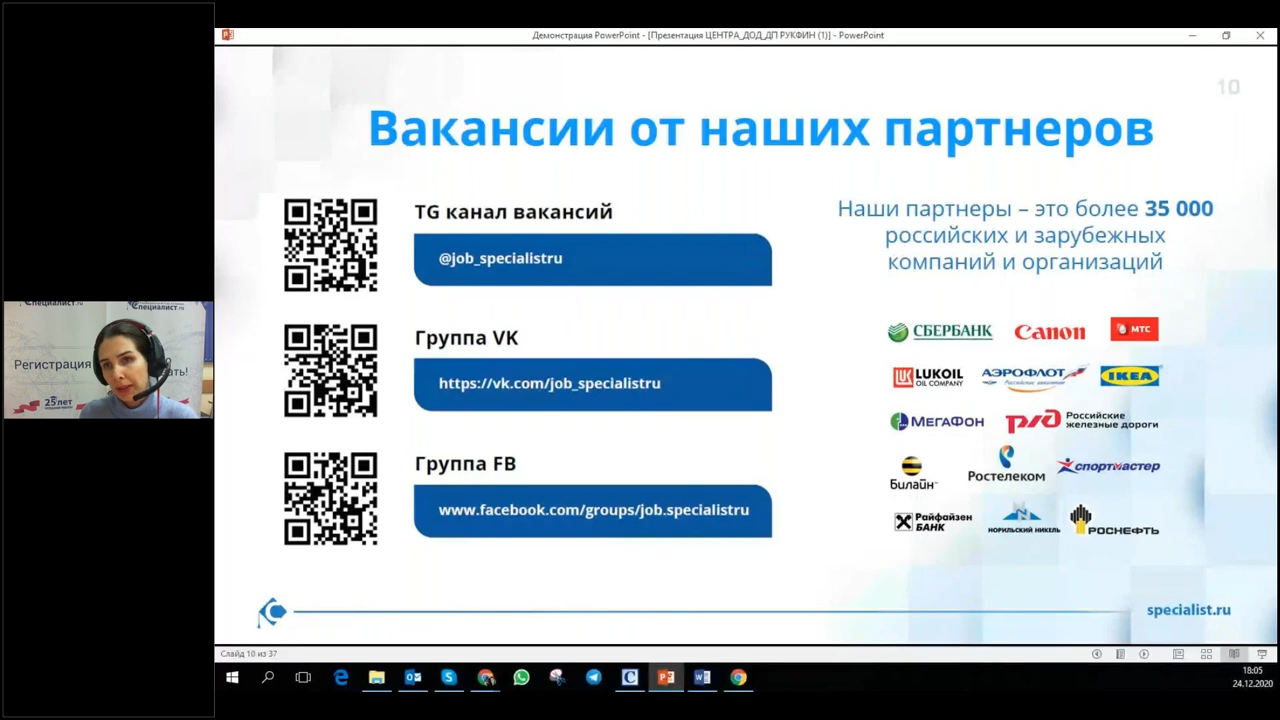 Демонстрация PowerPoint - [Презентация ЦЕНТРА_ДОД_ДП РУКФИН (1)] - PowerPoint
10
Вакансии от наших партнеров
TG канал вакансий
@job_specialistru
Группа VK
https://vk.com/job_specialistru
Группа FB
www.facebook.com/groups/job.specialistru
Наши партнеры – это более 35 000
российских и зарубежных
компаний и организаций
СБЕРБАНК
Canon
МТС
LUKOIL
OIL COMPANY
АЭРОФЛОТ
Российские авиалинии
IKEA
МЕГАФОН
РЖД
Российские
железные дороги
Билайн
Ростелеком
СПОРТМАСТЕР
Райффайзен
БАНК
НОРИЛЬСКИЙ НИКЕЛЬ
РОСНЕФТЬ
specialist.ru
Слайд 10 из 37
18:05
24.12.2020
Специалист.ru
Регистрация
25 лет